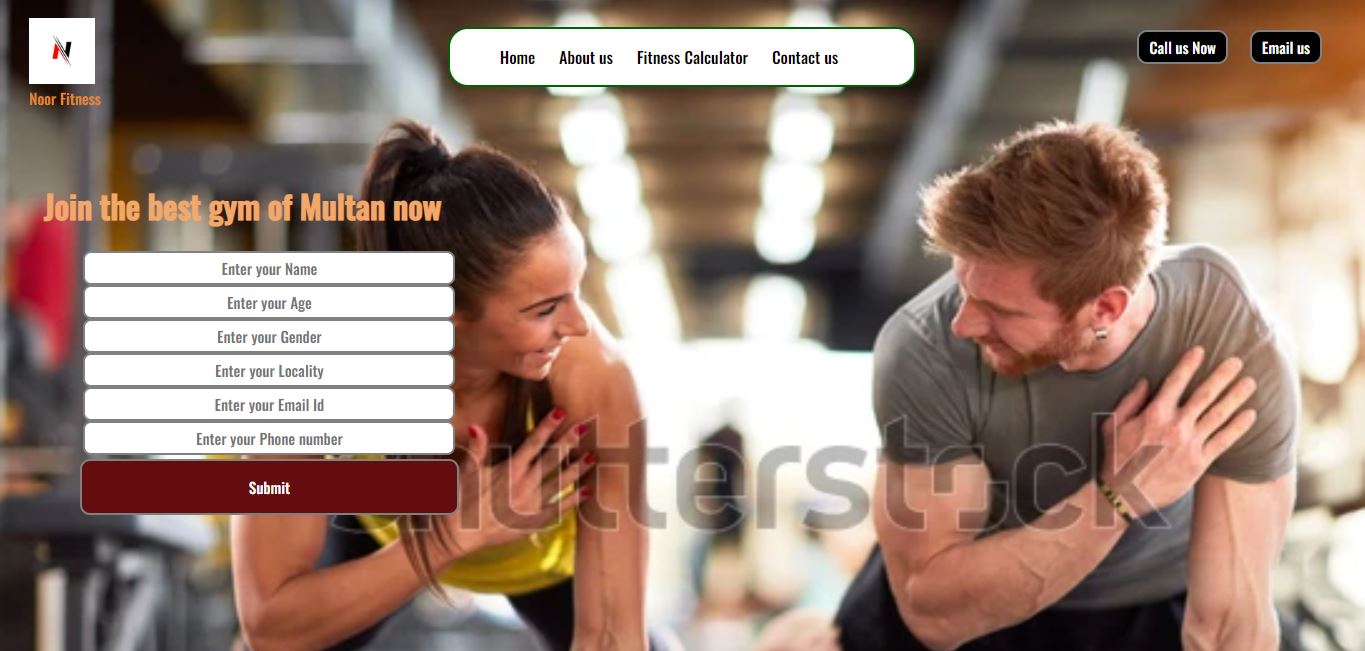 N
Noor Fitness
Home About us Fitness Calculator Contact us
Call us Now Email us
Join the best gym of Multan now
Enter your Name
Enter your Age
Enter your Gender
Enter your Locality
Enter your Email Id
Enter your Phone number
Submit
shutterstock